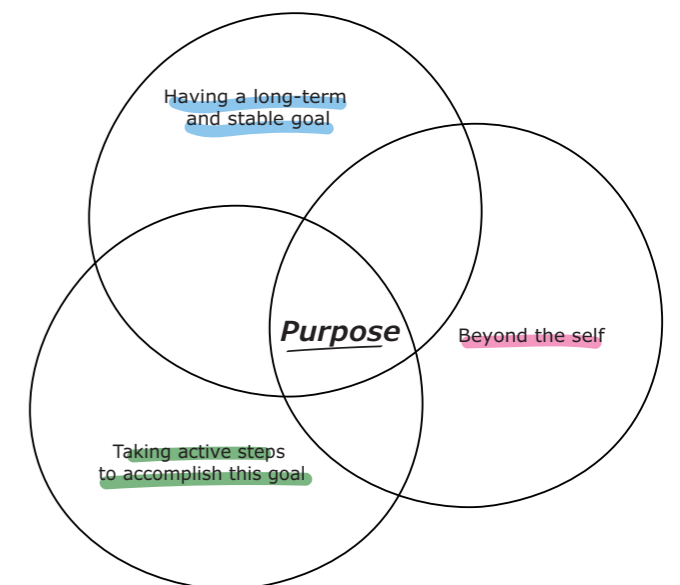 Having a long-term
and stable goal
Purpose
Beyond the self
Taking active steps
to accomplish this goal